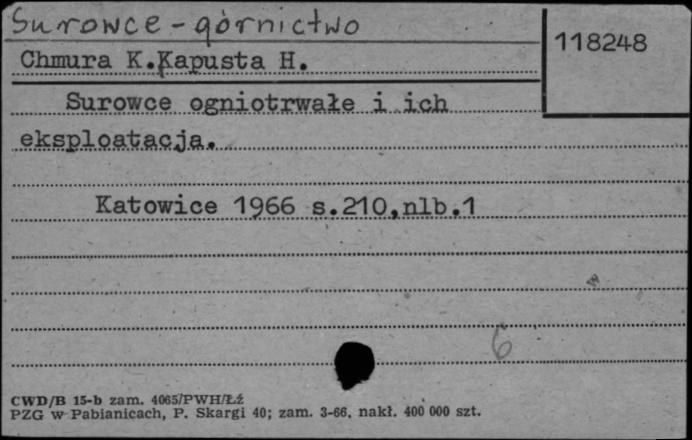 Surowce - górnictwo
118248
Chmura K.Kapusta H.
Surowce ogniotrwałe i ich
eksploatacja.
Katowice 1966 s.210,nlb.1
w
6
CWD/B 15-b zam. 4065/PWH/Łź
PZG w Pabianicach, P. Skargi 40; zam. 3-66, nakł. 400 000 szt.